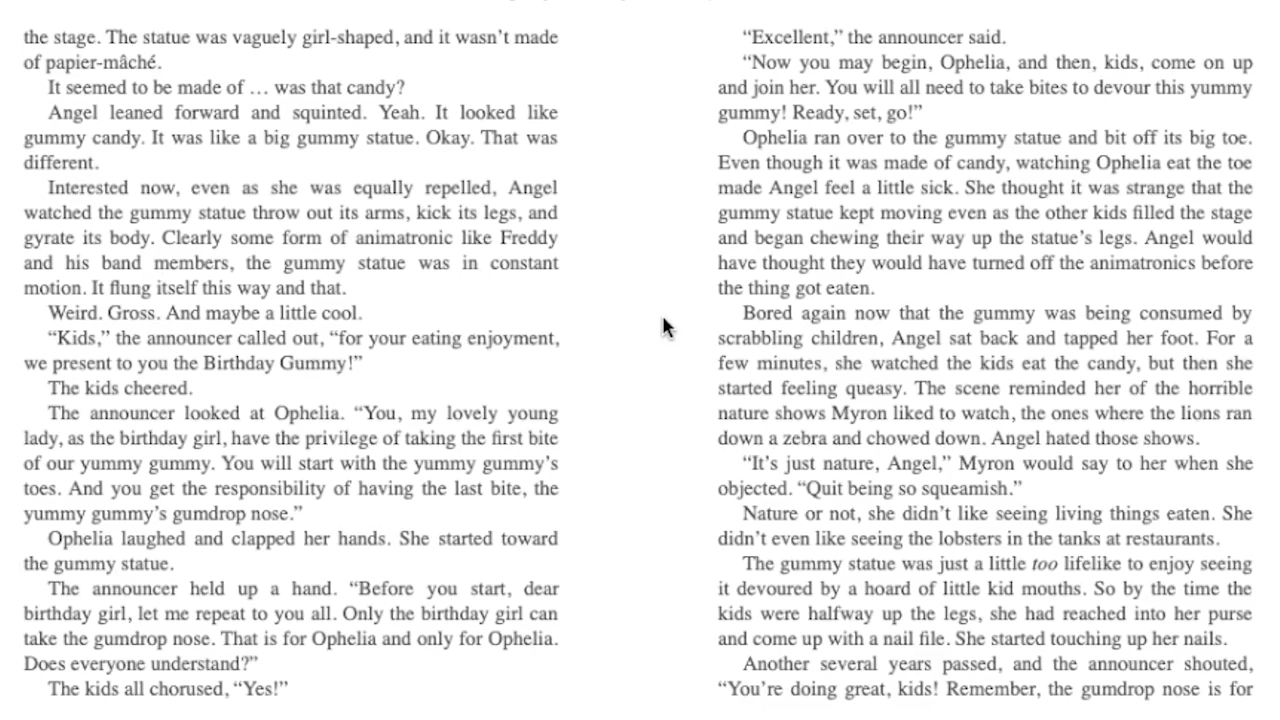 the stage. The statue was vaguely girl-shaped, and it wasn’t made
of papier-mâché.
It seemed to be made of … was that candy?
Angel leaned forward and squinted. Yeah. It looked like
gummy candy. It was like a big gummy statue. Okay. That was
different.
Interested now, even as she was equally repelled, Angel
watched the gummy statue throw out its arms, kick its legs, and
gyrate its body. Clearly some form of animatronic like Freddy
and his band members, the gummy statue was in constant
motion. It flung itself this way and that.
Weird. Gross. And maybe a little cool.
“Kids,” the announcer called out, “for your eating enjoyment,
we present to you the Birthday Gummy!”
The kids cheered.
The announcer looked at Ophelia. “You, my lovely young
lady, as the birthday girl, have the privilege of taking the first bite
of our yummy gummy. You will start with the yummy gummy’s
toes. And you get the responsibility of having the last bite, the
yummy gummy’s gumdrop nose.”
Ophelia laughed and clapped her hands. She started toward
the gummy statue.
The announcer held up a hand. “Before you start, dear
birthday girl, let me repeat to you all. Only the birthday girl can
take the gumdrop nose. That is for Ophelia and only for Ophelia.
Does everyone understand?”
The kids all chorused, “Yes!”
“Excellent,” the announcer said.
“Now you may begin, Ophelia, and then, kids, come on up
and join her. You will all need to take bites to devour this yummy
gummy! Ready, set, go!”
Ophelia ran over to the gummy statue and bit off its big toe.
Even though it was made of candy, watching Ophelia eat the toe
made Angel feel a little sick. She thought it was strange that the
gummy statue kept moving even as the other kids filled the stage
and began chewing their way up the statue’s legs. Angel would
have thought they would have turned off the animatronics before
the thing got eaten.
Bored again now that the gummy was being consumed by
scrabbling children, Angel sat back and tapped her foot. For a
few minutes, she watched the kids eat the candy, but then she
started feeling queasy. The scene reminded her of the horrible
nature shows Myron liked to watch, the ones where the lions ran
down a zebra and chowed down. Angel hated those shows.
“It’s just nature, Angel,” Myron would say to her when she
objected. “Quit being so squeamish.”
Nature or not, she didn’t like seeing living things eaten. She
didn’t even like seeing the lobsters in the tanks at restaurants.
The gummy statue was just a little too lifelike to enjoy seeing
it devoured by a hoard of little kid mouths. So by the time the
kids were halfway up the legs, she had reached into her purse
and come up with a nail file. She started touching up her nails.
Another several years passed, and the announcer shouted,
“You’re doing great, kids! Remember, the gumdrop nose is for